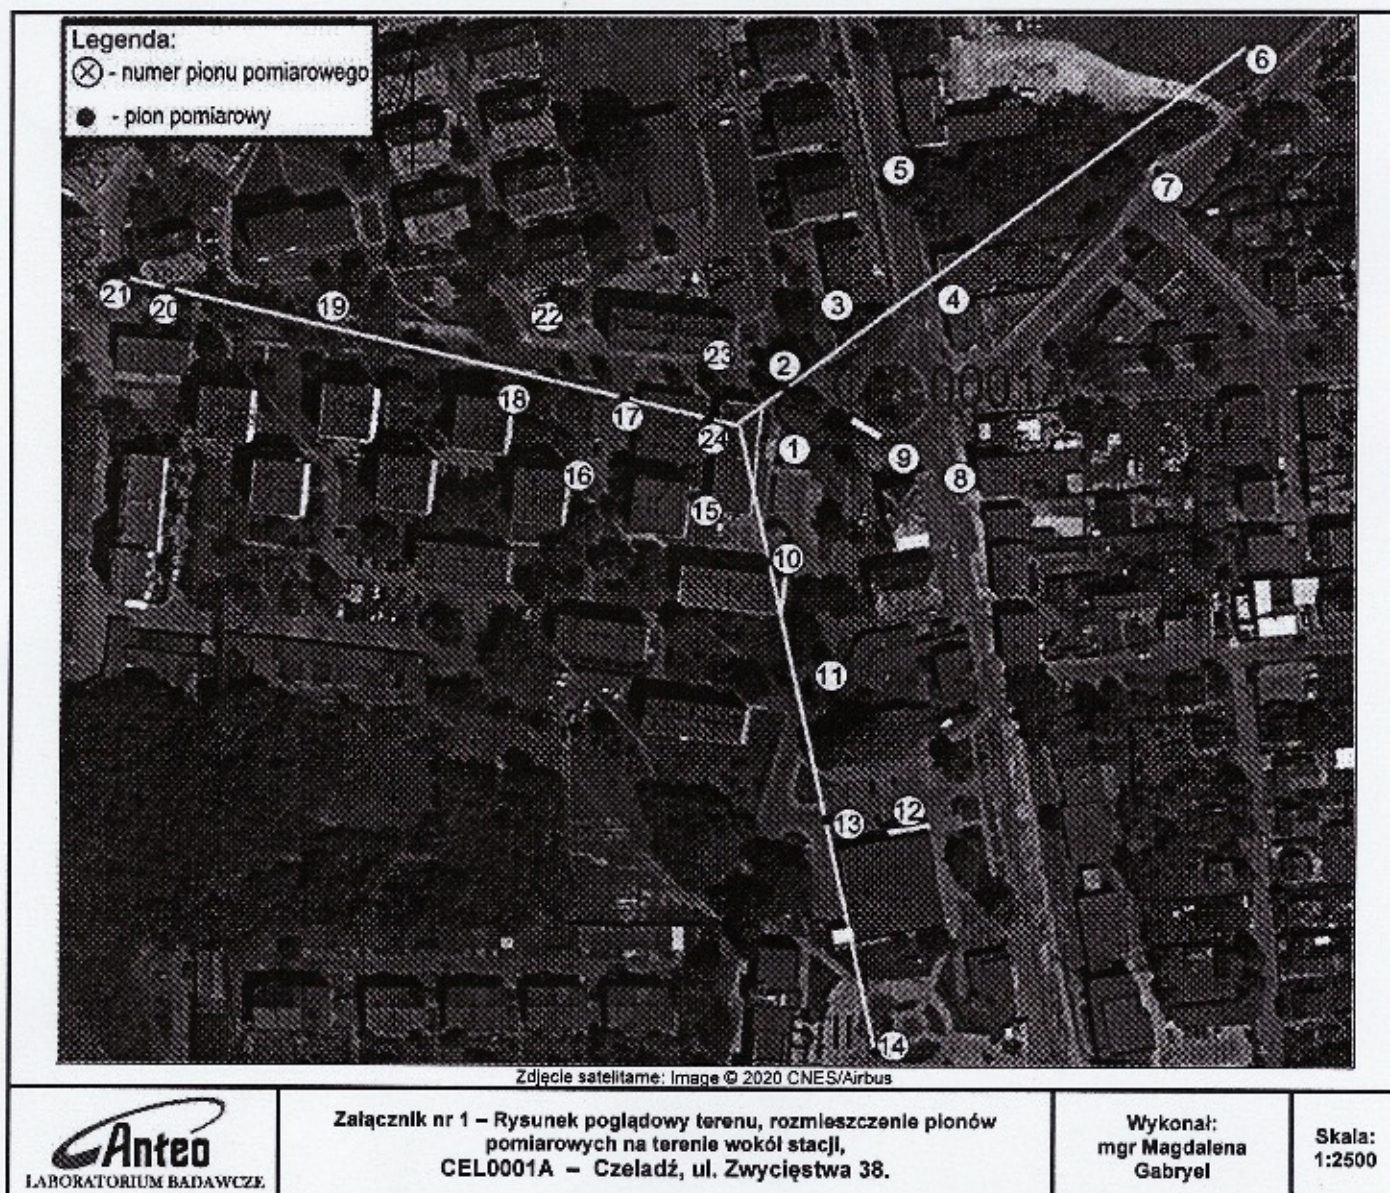 Legenda:
- numer pionu pomiarowego
- pion pomiarowy
6
5
7
21
20
19
22
3
4
23
2
18
17
24
1
9
16
8
15
10
11
13
12
14
Zdjęcie satelitarne: Image © 2020 CNES/Airbus
Anteo
LABORATORIUM BADAWCZE
Załącznik nr 1 – Rysunek poglądowy terenu, rozmieszczenie pionów
pomiarowych na terenie wokół stacji,
CEL0001A – Czeladź, ul. Zwycięstwa 38.
Wykonał:
mgr Magdalena
Gabryel
Skala:
1:2500